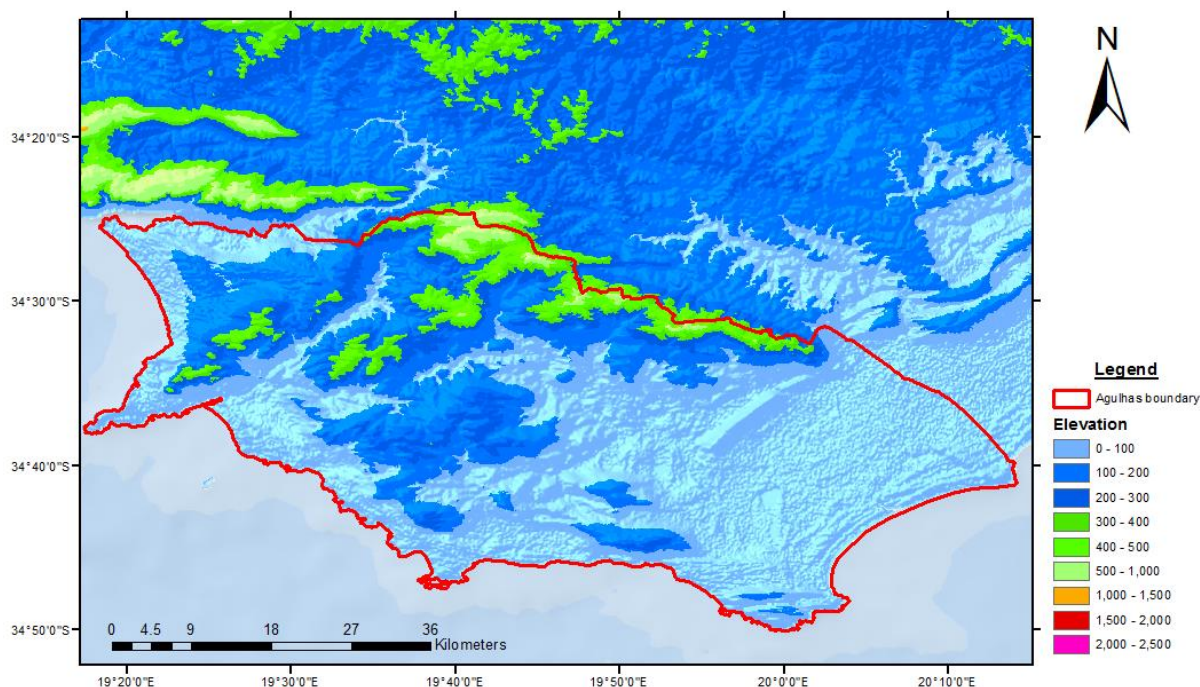 N
34°20'0"S
34°30'0"S
34°40'0"S
34°50'0"S
Legend
Agulhas boundary
Elevation
0 - 100
100 - 200
200 - 300
300 - 400
400 - 500
500 - 1,000
1,000 - 1,500
1,500 - 2,000
2,000 - 2,500
0 4.5 9 18 27 36
Kilometers
19°20'0"E 19°30'0"E 19°40'0"E 19°50'0"E 20°0'0"E 20°10'0"E